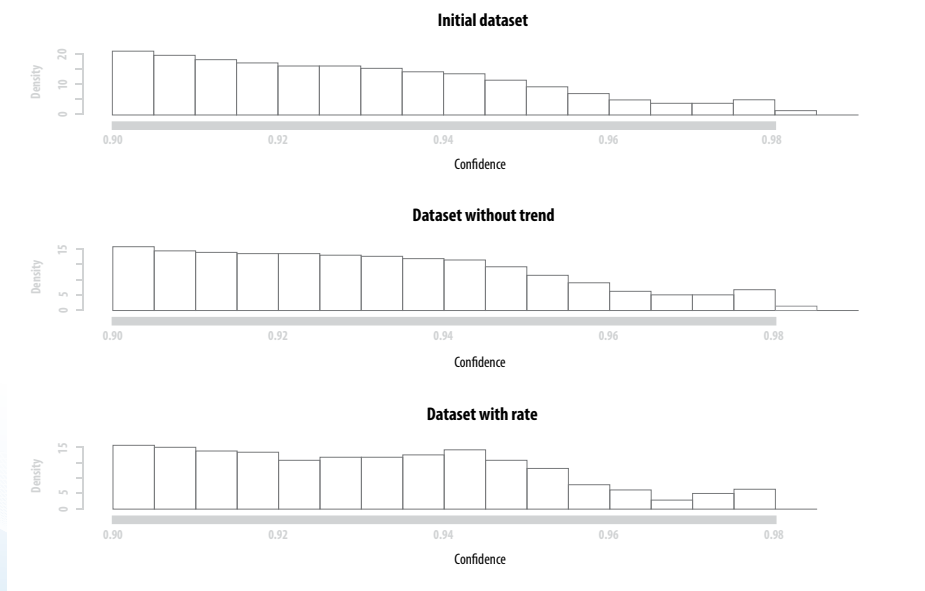 Initial dataset
Density
20
10
0
0.90 0.92 0.94 0.96 0.98
Confidence
Dataset without trend
Density
15
5
0
0.90 0.92 0.94 0.96 0.98
Confidence
Dataset with rate
Density
15
5
0
0.90 0.92 0.94 0.96 0.98
Confidence